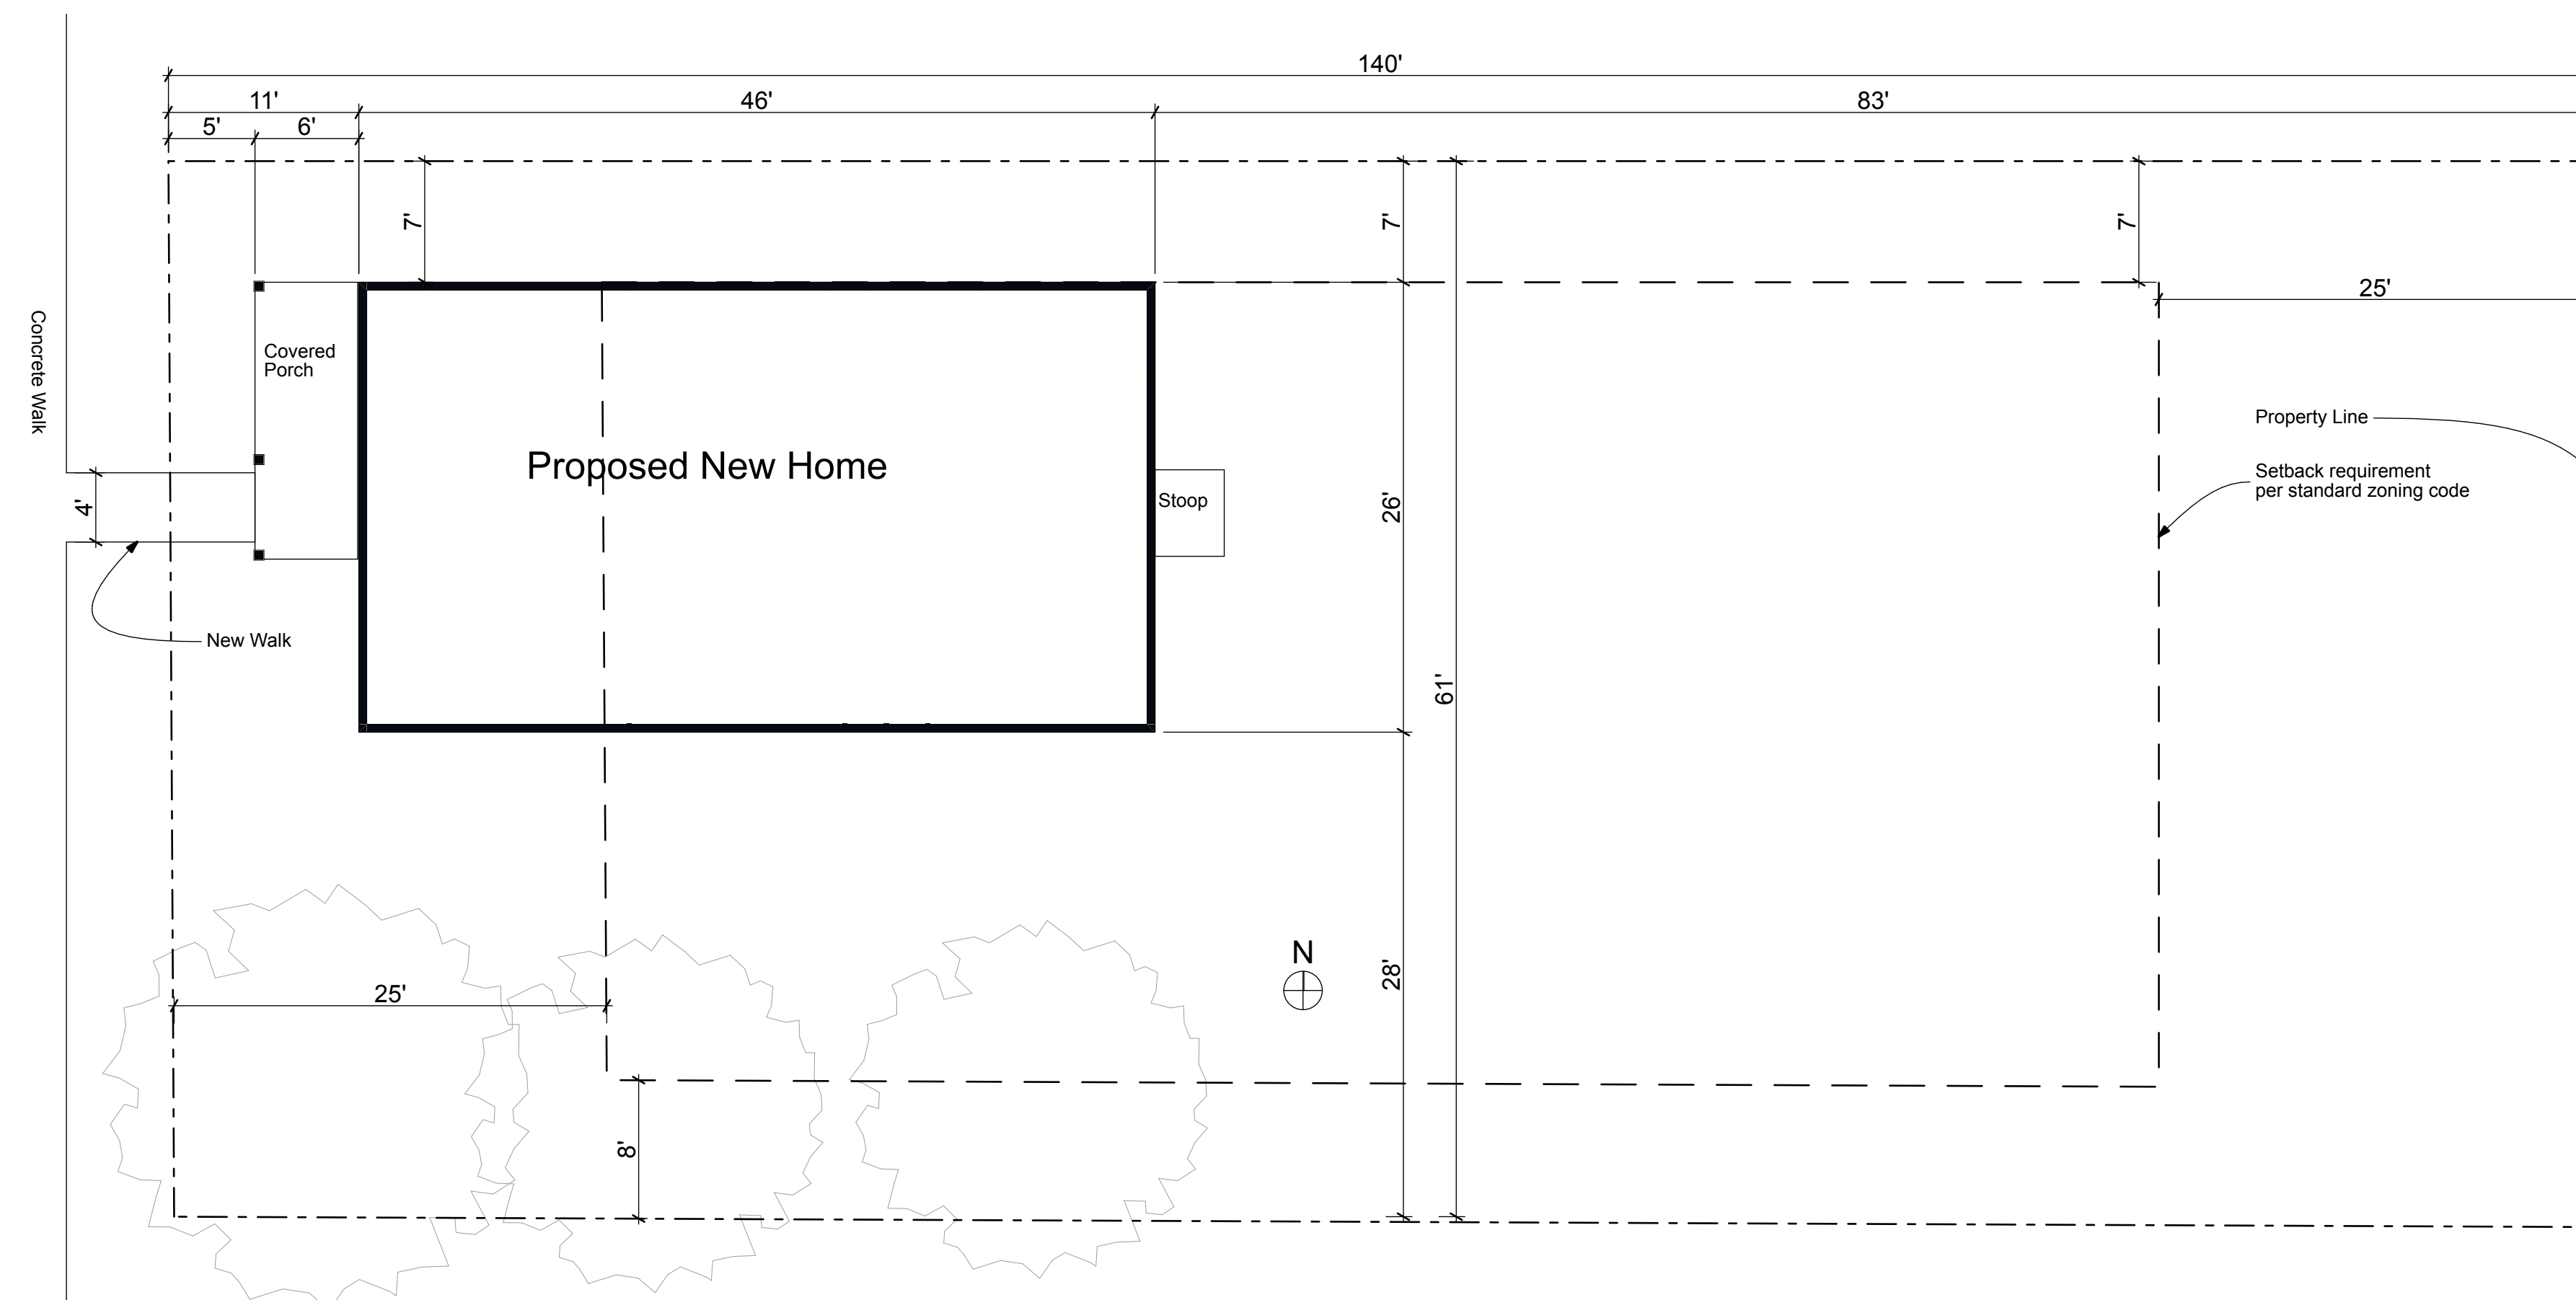 140'
11'
46'
83'
5'
6'
7'
7'
7'
25'
Concrete Walk
Covered
Porch
Property Line
Proposed New Home
Setback requirement
per standard zoning code
4'
Stoop
26'
New Walk
61'
N
28'
25'
8'